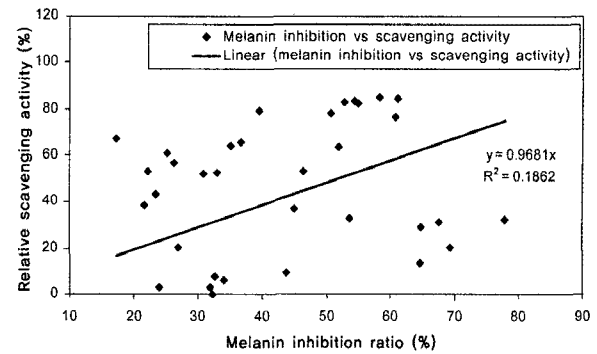 Relative scavenging activity (%)
120
100
80
60
40
20
0
Melanin inhibition vs scavenging activity
Linear (melanin inhibition vs scavenging activity)
y=0.9681x
R²=0.1862
10 20 30 40 50 60 70 80 90
Melanin inhibition ratio (%)